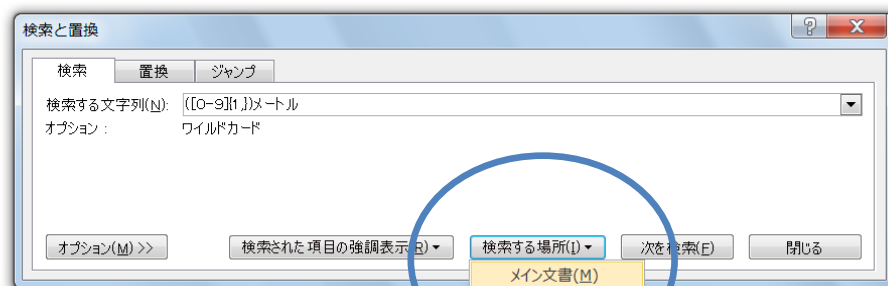 検索と置換
検索 置換 ジャンプ
検索する文字列(N): ([0-9]{1,})メートル
オプション : ワイルドカード
オプション(M) >> 検索された項目の強調表示(R) 検索する場所(I) 次を検索(F) 閉じる
メイン文書(M)